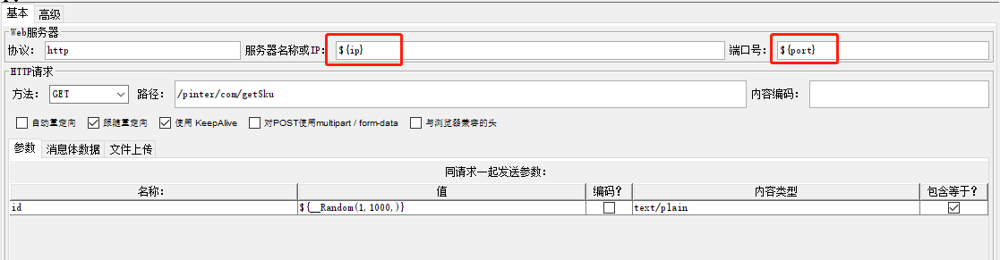 基本 高级
Web服务器
协议： http 服务器名称或IP： ${ip} 端口号： ${port}
HTTP请求
方法： GET 路径： /pinter/com/getSku 内容编码：
自动重定向 跟随重定向 使用 KeepAlive 对POST使用multipart / form-data 与浏览器兼容的头
参数 消息体数据 文件上传
同请求一起发送参数：
名称： 值 编码？ 内容类型 包含等于？
id ${__Random(1,1000,)} text/plain